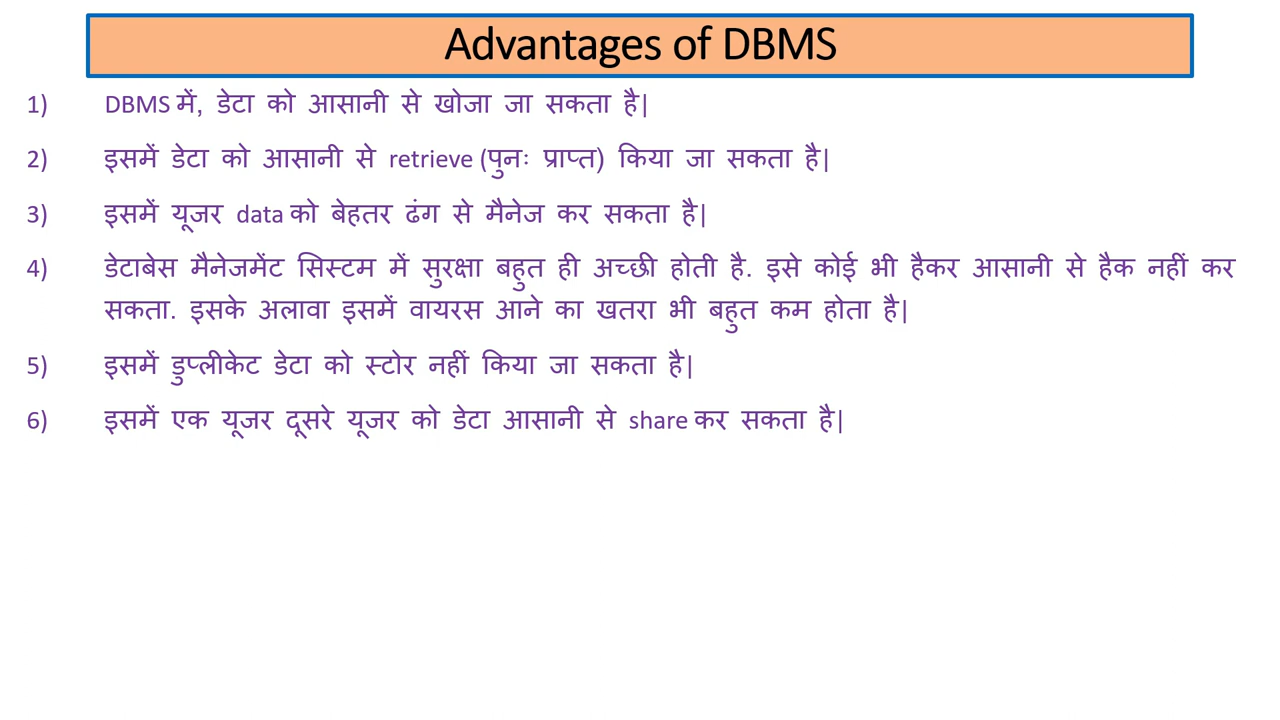 Advantages of DBMS
1) DBMS में, डेटा को आसानी से खोजा जा सकता है|
2) इसमें डेटा को आसानी से retrieve (पुनः प्राप्त) किया जा सकता है|
3) इसमें यूजर data को बेहतर ढंग से मैनेज कर सकता है|
4) डेटाबेस मैनेजमेंट सिस्टम में सुरक्षा बहुत ही अच्छी होती है. इसे कोई भी हैकर आसानी से हैक नहीं कर
सकता. इसके अलावा इसमें वायरस आने का खतरा भी बहुत कम होता है|
5) इसमें डुप्लीकेट डेटा को स्टोर नहीं किया जा सकता है|
6) इसमें एक यूजर दूसरे यूजर को डेटा आसानी से share कर सकता है|